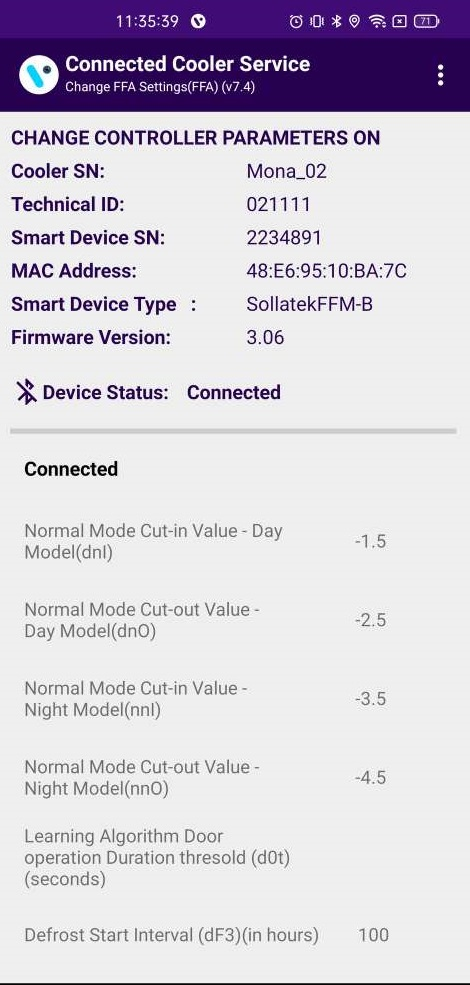 11:35:39
71
Connected Cooler Service
Change FFA Settings(FFA) (v7.4)
CHANGE CONTROLLER PARAMETERS ON
Cooler SN: Mona_02
Technical ID: 021111
Smart Device SN: 2234891
MAC Address: 48:E6:95:10:BA:7C
Smart Device Type : SollatekFFM-B
Firmware Version: 3.06
Device Status: Connected
Connected
Normal Mode Cut-in Value - Day
Model(dnI) -1.5
Normal Mode Cut-out Value -
Day Model(dnO) -2.5
Normal Mode Cut-in Value -
Night Model(nnI) -3.5
Normal Mode Cut-out Value -
Night Model(nnO) -4.5
Learning Algorithm Door
operation Duration thresold (d0t)
(seconds)
Defrost Start Interval (dF3)(in hours) 100